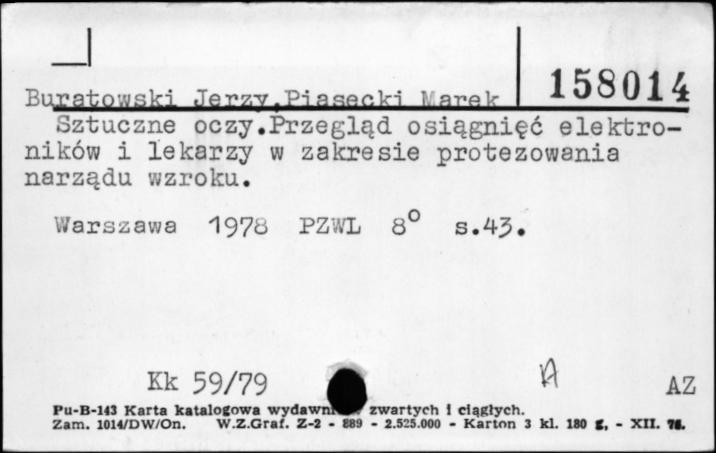 158014
Buratowski Jerzy,Piasecki Marek
Sztuczne oczy.Przegląd osiągnięć elektro-
ników i lekarzy w zakresie protezowania
narządu wzroku.
Warszawa 1978 PZWL 8° s.43.
Kk 59/79 A AZ
Pu-B-143 Karta katalogowa zwartych i ciągłych.
Zam. 1014/DW/On. W.Z.Graf. Z-2 - 889 - 2.525.000 - Karton 3 kl. 180 g, - XII.